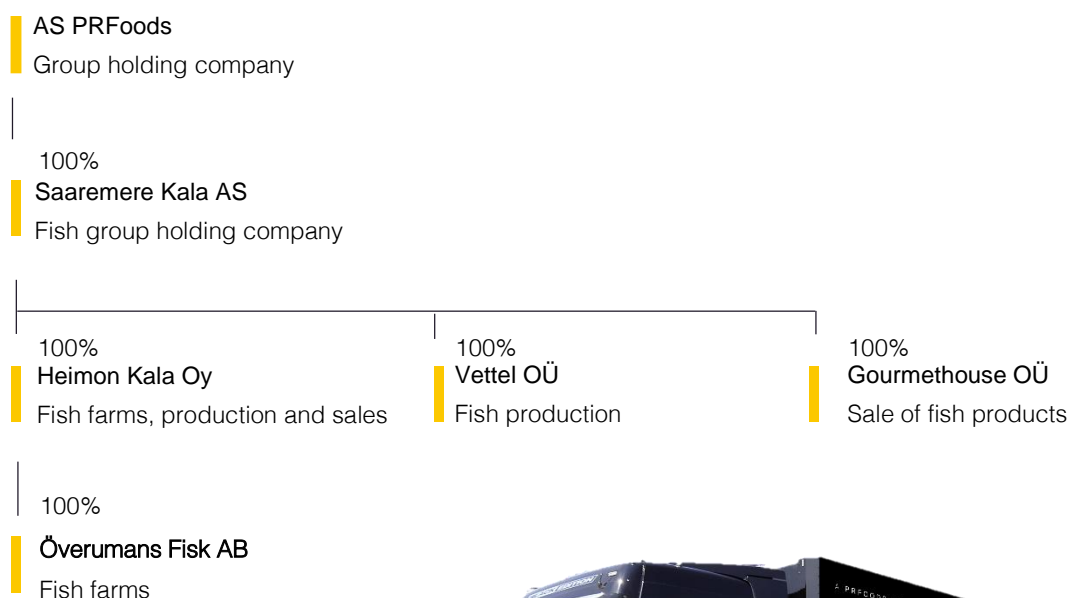 AS PRFoods
Group holding company
100%
Saaremere Kala AS
Fish group holding company
100%
Heimon Kala Oy
Fish farms, production and sales
100%
Vettel OÜ
Fish production
100%
Gourmethouse OÜ
Sale of fish products
100%
Överumans Fisk AB
Fish farms
EDITION